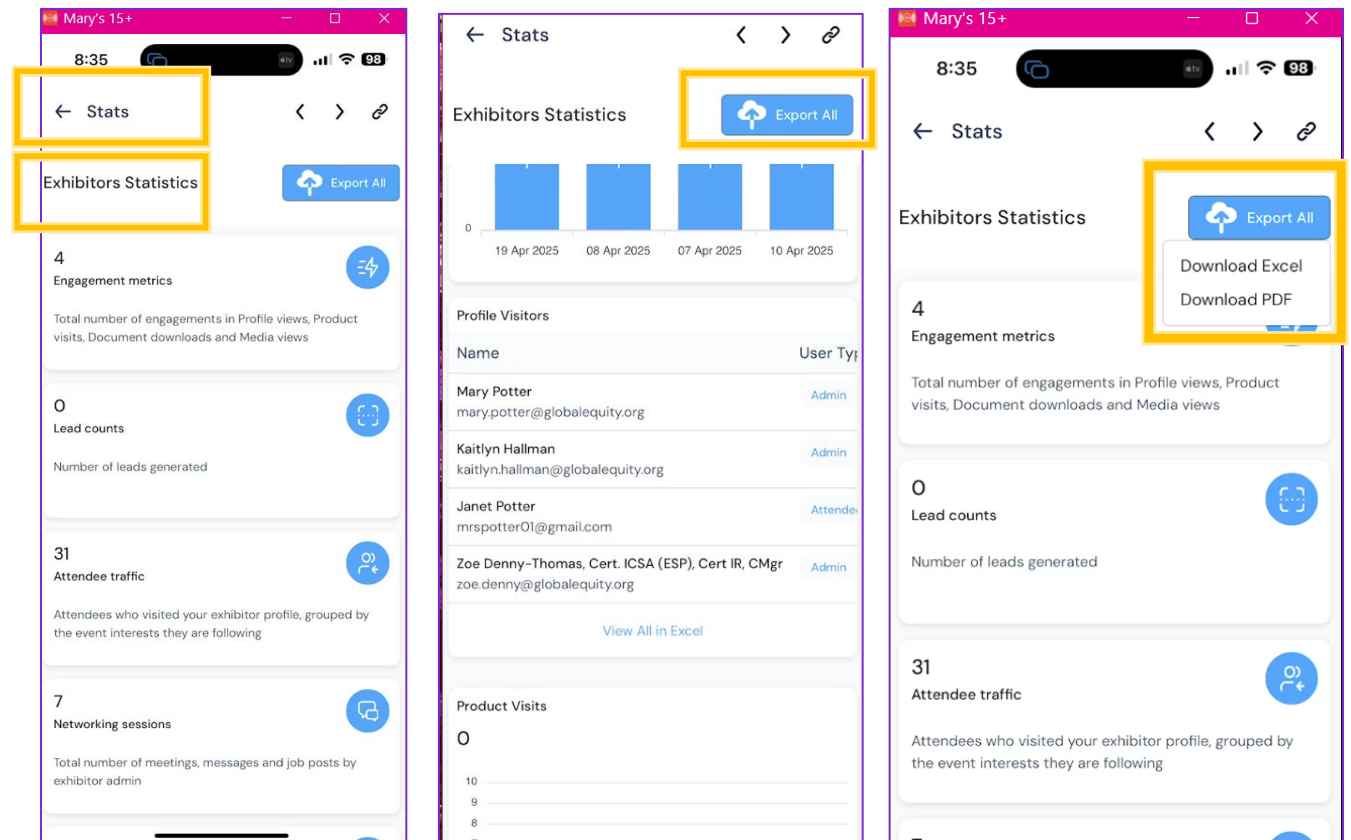 Mary's 15+
8:35
tv
98
Stats
Exhibitors Statistics
Export All
4
Engagement metrics
Total number of engagements in Profile views, Product
visits, Document downloads and Media views
0
Lead counts
Number of leads generated
31
Attendee traffic
Attendees who visited your exhibitor profile, grouped by
the event interests they are following
7
Networking sessions
Total number of meetings, messages and job posts by
exhibitor admin
Stats
Exhibitors Statistics
Export All
0
19 Apr 2025
08 Apr 2025
07 Apr 2025
10 Apr 2025
Profile Visitors
Name
User Typ
Mary Potter
Admin
mary.potter@globalequity.org
Kaitlyn Hallman
Admin
kaitlyn.hallman@globalequity.org
Janet Potter
Attendee
mrspotter01@gmail.com
Zoe Denny-Thomas, Cert. ICSA (ESP), Cert IR, CMgr
Admin
zoe.denny@globalequity.org
View All in Excel
Product Visits
0
10
9
8
Mary's 15+
8:35
tv
98
Stats
Exhibitors Statistics
Export All
Download Excel
Download PDF
4
Engagement metrics
Total number of engagements in Profile views, Product
visits, Document downloads and Media views
0
Lead counts
Number of leads generated
31
Attendee traffic
Attendees who visited your exhibitor profile, grouped by
the event interests they are following